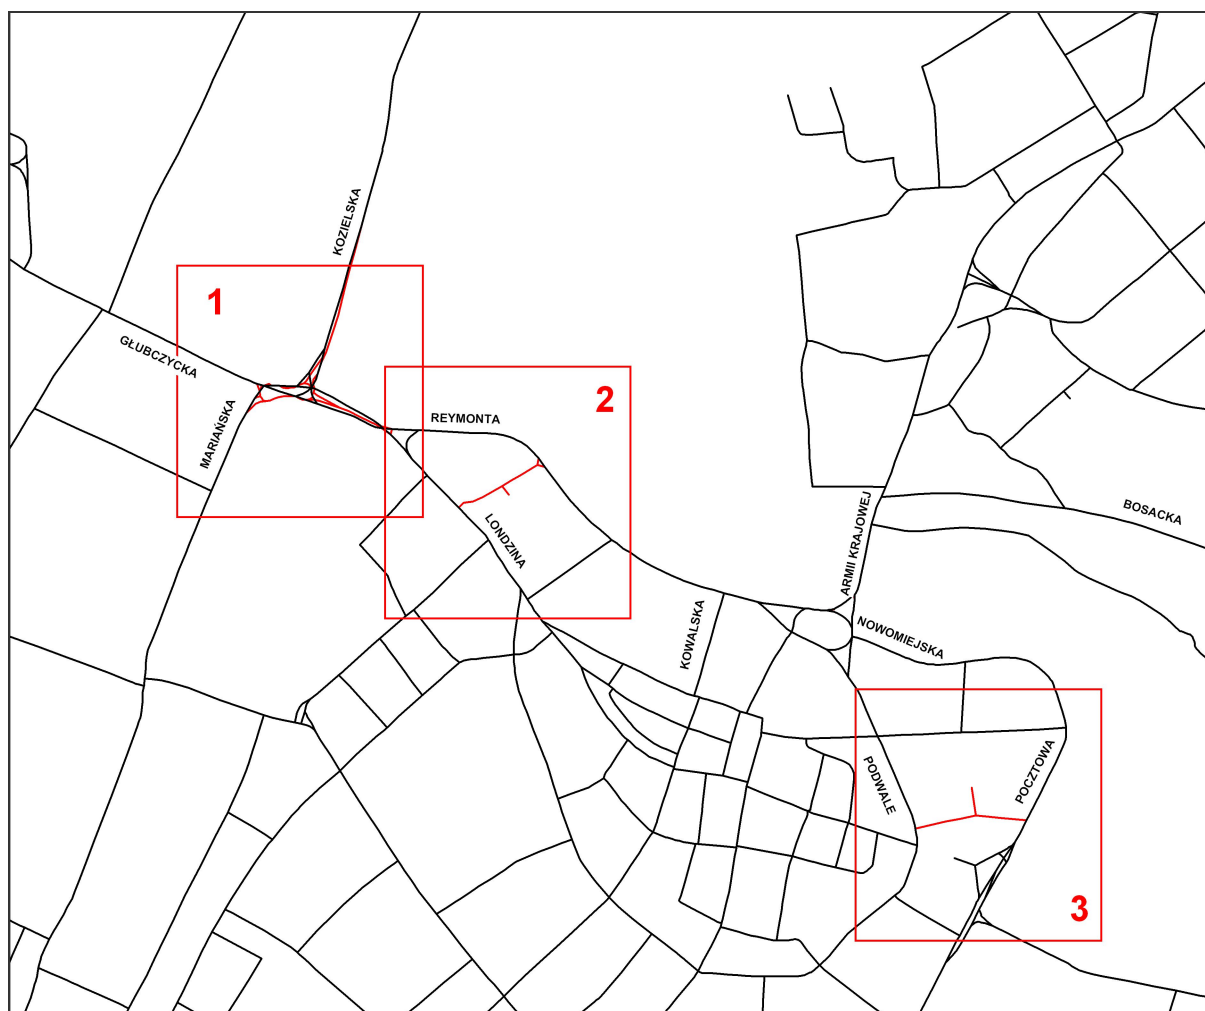 KOZIELSKA
1
GŁUBCZYCKA
MARIAŃSKA
2
REYMONTA
LONDZINA
BOSACKA
ARMII KRAJOWEJ
KOWALSKA
NOWOMIEJSKA
PODWALE
POCZTOWA
3